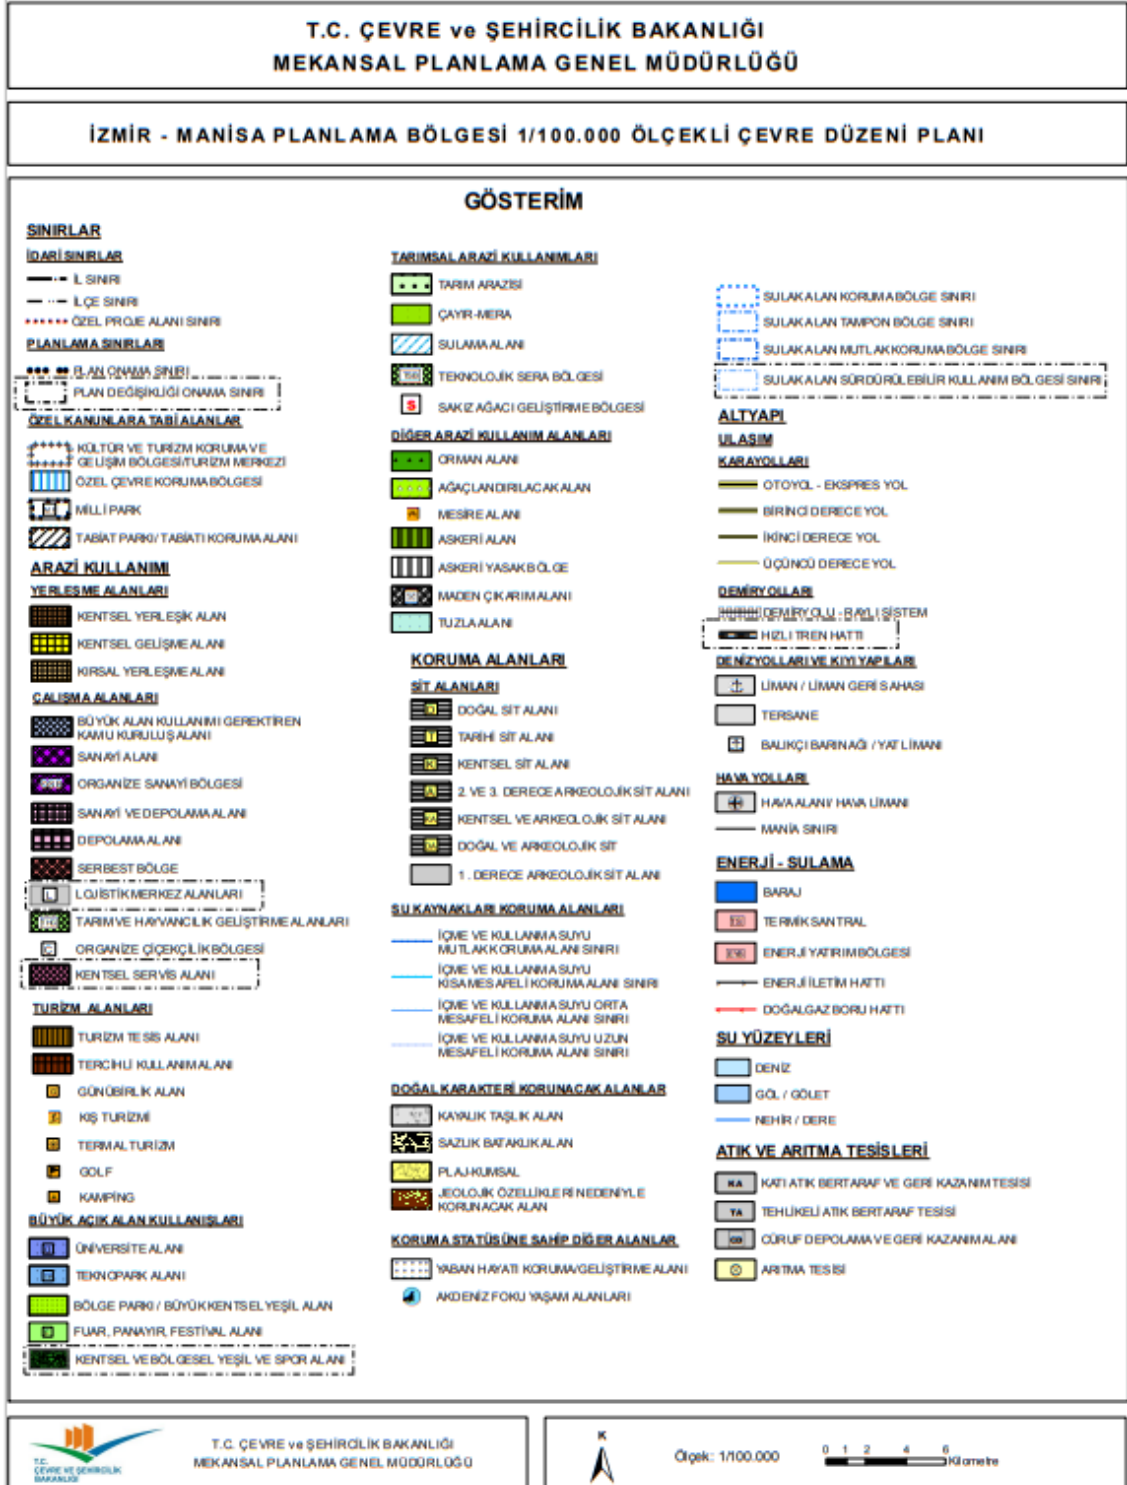 T.C. ÇEVRE ve ŞEHİRCİLİK BAKANLIĞI
MEKANSAL PLANLAMA GENEL MÜDÜRLÜĞÜ
İZMİR - MANİSA PLANLAMA BÖLGESİ 1/100.000 ÖLÇEKLİ ÇEVRE DÜZENİ PLANI
GÖSTERİM
SINIRLAR
İDARİ SINIRLAR
İL SINIRI
İLÇE SINIRI
ÖZEL PROJE ALANI SINIRI
PLANLAMA SINIRLARI
PLAN ONAMA SINIRI
PLAN DEĞİŞİKLİĞİ ONAMA SINIRI
ÖZEL KANUNLARA TABİ ALANLAR
KÜLTÜR VE TURİZM KORUMA VE
GELİŞİM BÖLGESİ/TURİZM MERKEZİ
ÖZEL ÇEVRE KORUMA BÖLGESİ
MİLLİ PARK
TABİAT PARKI/ TABİATI KORUMA ALANI
ARAZİ KULLANIMI
YERLEŞME ALANLARI
KENTSEL YERLEŞİK ALAN
KENTSEL GELİŞME ALANI
KIRSAL YERLEŞME ALANI
ÇALIŞMA ALANLARI
BÜYÜK ALAN KULLANIMI GEREKTİREN
KAMU KURULUŞ ALANI
SANAYİ ALANI
ORGANİZE SANAYİ BÖLGESİ
SANAYİ VE DEPOLAMA ALANI
DEPOLAMA ALANI
SERBEST BÖLGE
L LOJİSTİK MERKEZ ALANLARI
TARIM VE HAYVANCILIK GELİŞTİRME ALANLARI
ORGANİZE ÇİÇEKÇİLİK BÖLGESİ
KENTSEL SERVİS ALANI
TURİZM ALANLARI
TURİZM TESİS ALANI
TERCİHLİ KULLANIM ALANI
GÜNÜBİRLİK ALAN
KIŞ TURİZMİ
TERMAL TURİZM
GOLF
KAMPİNG
BÜYÜK AÇIK ALAN KULLANIŞLARI
ÜNİVERSİTE ALANI
TEKNOPARK ALANI
BÖLGE PARKI / BÜYÜK KENTSEL YEŞİL ALAN
FUAR, PANAYIR, FESTİVAL ALANI
KENTSEL VE BÖLGESEL YEŞİL VE SPOR ALANI
TARIMSAL ARAZİ KULLANIMLARI
TARIM ARAZİSİ
ÇAYIR-MERA
SULAMA ALANI
TEKNOLOJİK SERA BÖLGESİ
S SAKIZ AĞACI GELİŞTİRME BÖLGESİ
DİĞER ARAZİ KULLANIM ALANLARI
ORMAN ALANI
AĞAÇLANDIRILACAK ALAN
MESİRE ALANI
ASKERİ ALAN
ASKERİ YASAK BÖLGE
MADEN ÇIKARIM ALANI
TUZLA ALANI
KORUMA ALANLARI
SİT ALANLARI
DOĞAL SİT ALANI
T TARİHİ SİT ALANI
K KENTSEL SİT ALANI
A 2. VE 3. DERECE ARKEOLOJİK SİT ALANI
KENTSEL VE ARKEOLOJİK SİT ALANI
DOĞAL VE ARKEOLOJİK SİT
1. DERECE ARKEOLOJİK SİT ALANI
SU KAYNAKLARI KORUMA ALANLARI
İÇME VE KULLANMA SUYU
MUTLAK KORUMA ALANI SINIRI
İÇME VE KULLANMA SUYU
KISA MESAFELİ KORUMA ALANI SINIRI
İÇME VE KULLANMA SUYU ORTA
MESAFELİ KORUMA ALANI SINIRI
İÇME VE KULLANMA SUYU UZUN
MESAFELİ KORUMA ALANI SINIRI
DOĞAL KARAKTERİ KORUNACAK ALANLAR
KAYALIK TAŞLIK ALAN
SAZLIK BATAKLIK ALAN
PLAJ-KUMSAL
JEOLOJİK ÖZELLİKLERİ NEDENİYLE
KORUNACAK ALAN
KORUMA STATÜSÜNE SAHİP DİĞER ALANLAR
YABAN HAYATI KORUMA/GELİŞTİRME ALANI
AKDENİZ FOKU YAŞAM ALANLARI
SULAK ALAN KORUMA BÖLGE SINIRI
SULAK ALAN TAMPON BÖLGE SINIRI
SULAK ALAN MUTLAK KORUMA BÖLGE SINIRI
SULAK ALAN SÜRDÜRÜLEBİLİR KULLANIM BÖLGESİ SINIRI
ALTYAPI
ULAŞIM
KARAYOLLARI
OTOYOL - EKSPRES YOL
BİRİNCİ DERECE YOL
İKİNCİ DERECE YOL
ÜÇÜNCÜ DERECE YOL
DEMİRYOLLARI
DEMİRYOLU - RAYLI SİSTEM
HIZLI TREN HATTI
DENİZYOLLARI VE KIYI YAPILARI
LİMAN / LİMAN GERİ SAHASI
TERSANE
BALIKÇI BARINAĞI / YAT LİMANI
HAVA YOLLARI
HAVA ALANI/ HAVA LİMANI
MANİA SINIRI
ENERJİ - SULAMA
BARAJ
TERMİK SANTRAL
ENERJİ YATIRIM BÖLGESİ
ENERJİ İLETİM HATTI
DOĞALGAZ BORU HATTI
SU YÜZEYLERİ
DENİZ
GÖL / GÖLET
NEHİR / DERE
ATIK VE ARITMA TESİSLERİ
KA KATI ATIK BERTARAF VE GERİ KAZANIM TESİSİ
TA TEHLİKELİ ATIK BERTARAF TESİSİ
CÜRUF DEPOLAMA VE GERİ KAZANIM ALANI
ARITMA TESİSİ
T.C.
ÇEVRE VE ŞEHİRCİLİK
BAKANLIĞI
T.C. ÇEVRE ve ŞEHİRCİLİK BAKANLIĞI
MEKANSAL PLANLAMA GENEL MÜDÜRLÜĞÜ
K
Ölçek: 1/100.000
0 1 2 4 6
Kilometre